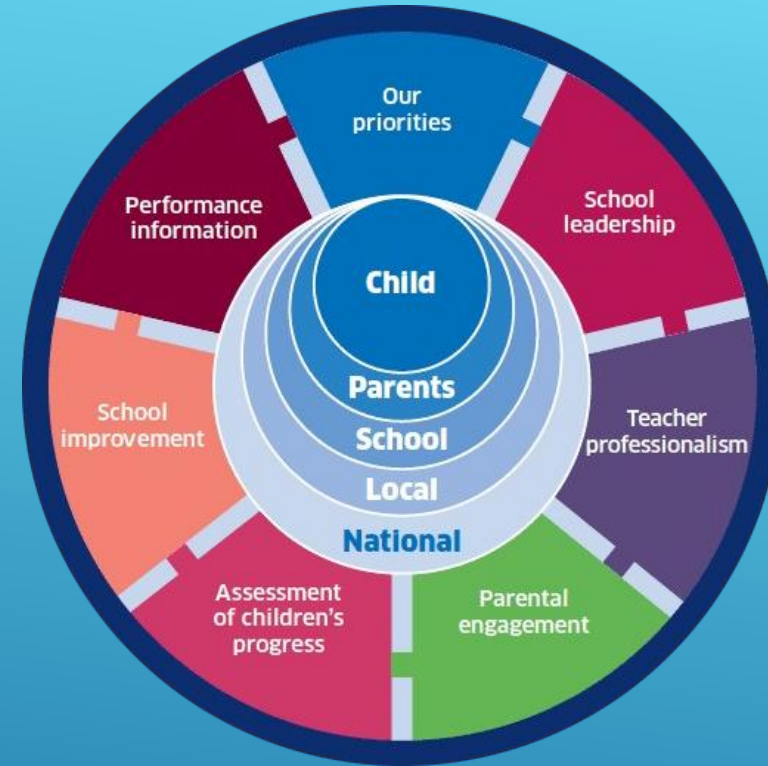 Our
priorities
School
leadership
Teacher
professionalism
Parental
engagement
Assessment
of children’s
progress
School
improvement
Performance
information
Child
Parents
School
Local
National